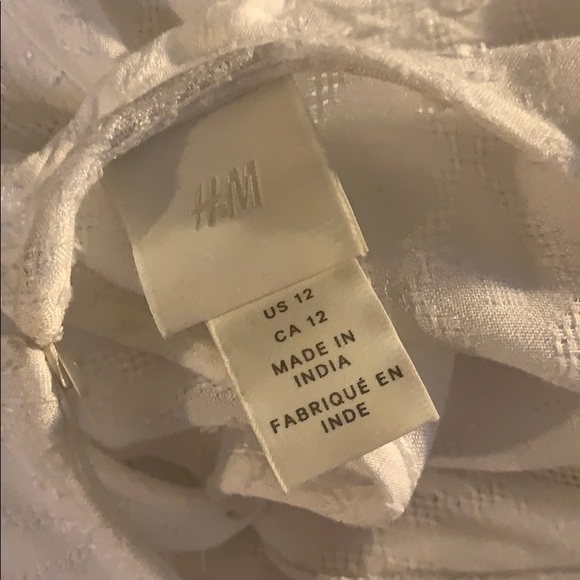 H&M
US 12
CA 12
MADE IN
INDIA
FABRIQUÉ EN
INDE